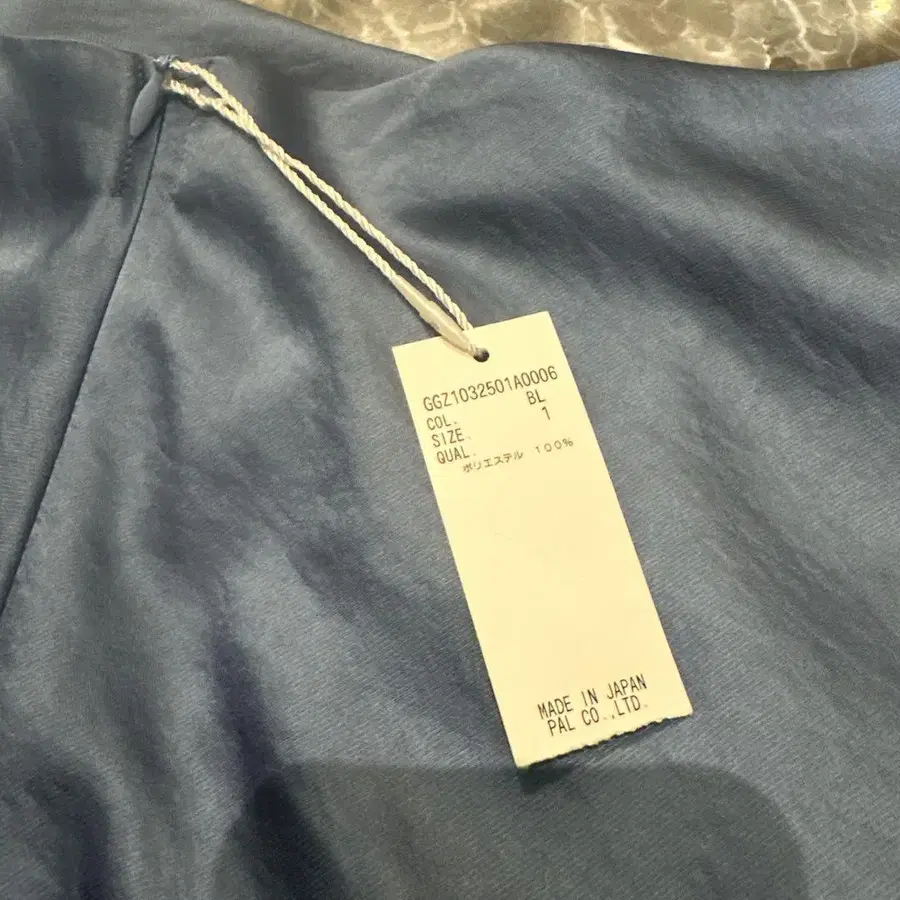 GGZ1032501A0006
COL. BL
SIZE. 1
QUAL.
ポリエステル 100%
MADE IN JAPAN
PAL CO.,LTD.